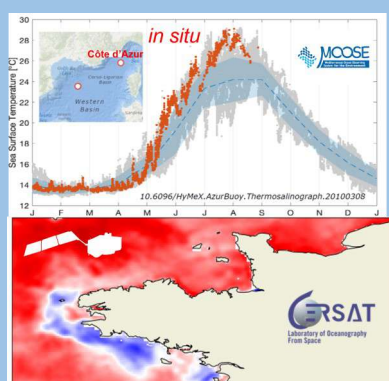 in situ
Côte d'Azur
MOOSE
Western
Basin
Sea Surface Temperature [°C]
30
28
26
24
22
20
18
16
14
12
J F M A M J J A S O N D J
10.6096/HyMeX.AzurBuoy.Thermosalinograph.20100308
CERSAT
Laboratory of Oceanography
From Space